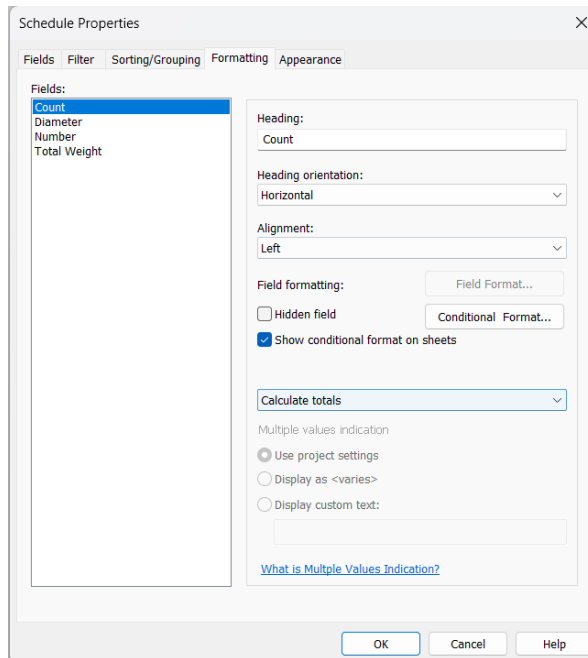 Schedule Properties
Fields Filter Sorting/Grouping Formatting Appearance
Fields:
Count
Diameter
Number
Total Weight
Heading:
Count
Heading orientation:
Horizontal
Alignment:
Left
Field formatting:
Field Format...
Hidden field
Conditional Format...
Show conditional format on sheets
Calculate totals
Multiple values indication
Use project settings
Display as <varies>
Display custom text:
What is Multple Values Indication?
OK Cancel Help